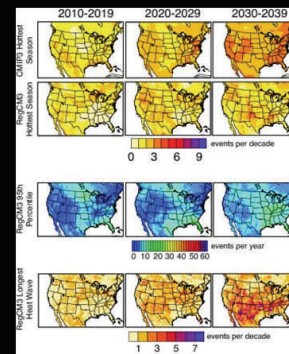 2010-2019 2020-2029 2030-2039
CMIP3 Hottest
Season
RegCM3
Hottest Season
0 3 6 9
events per decade
RegCM3 95th
Percentile
0 10 20 30 40 50 60
events per year
RegCM3 Longest
Heat Wave
1 3 5 7
events per decade